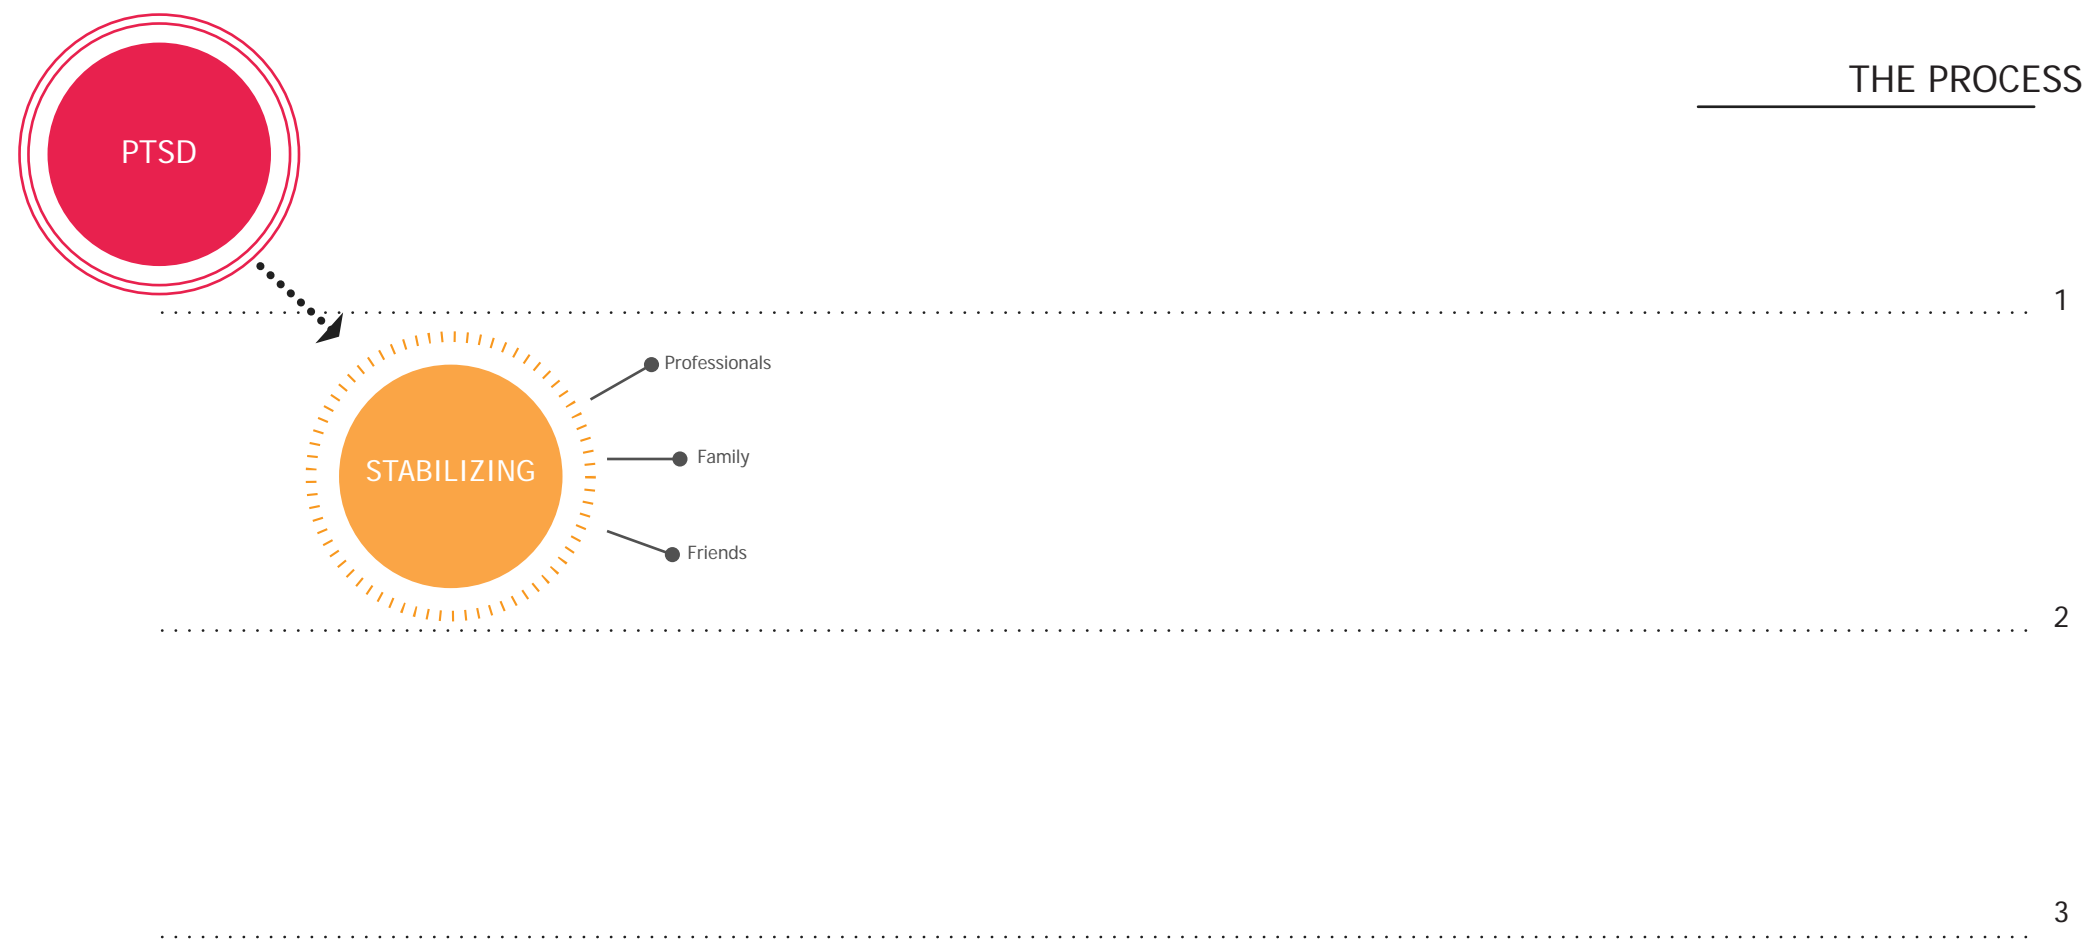 THE PROCESS
PTSD
1
Professionals
Family
STABILIZING
Friends
2
3